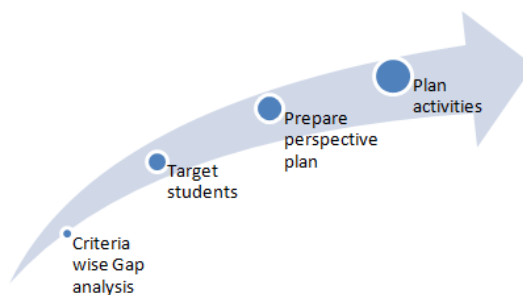 Criteria
wise Gap
analysis
Target
students
Prepare
perspective
plan
Plan
activities